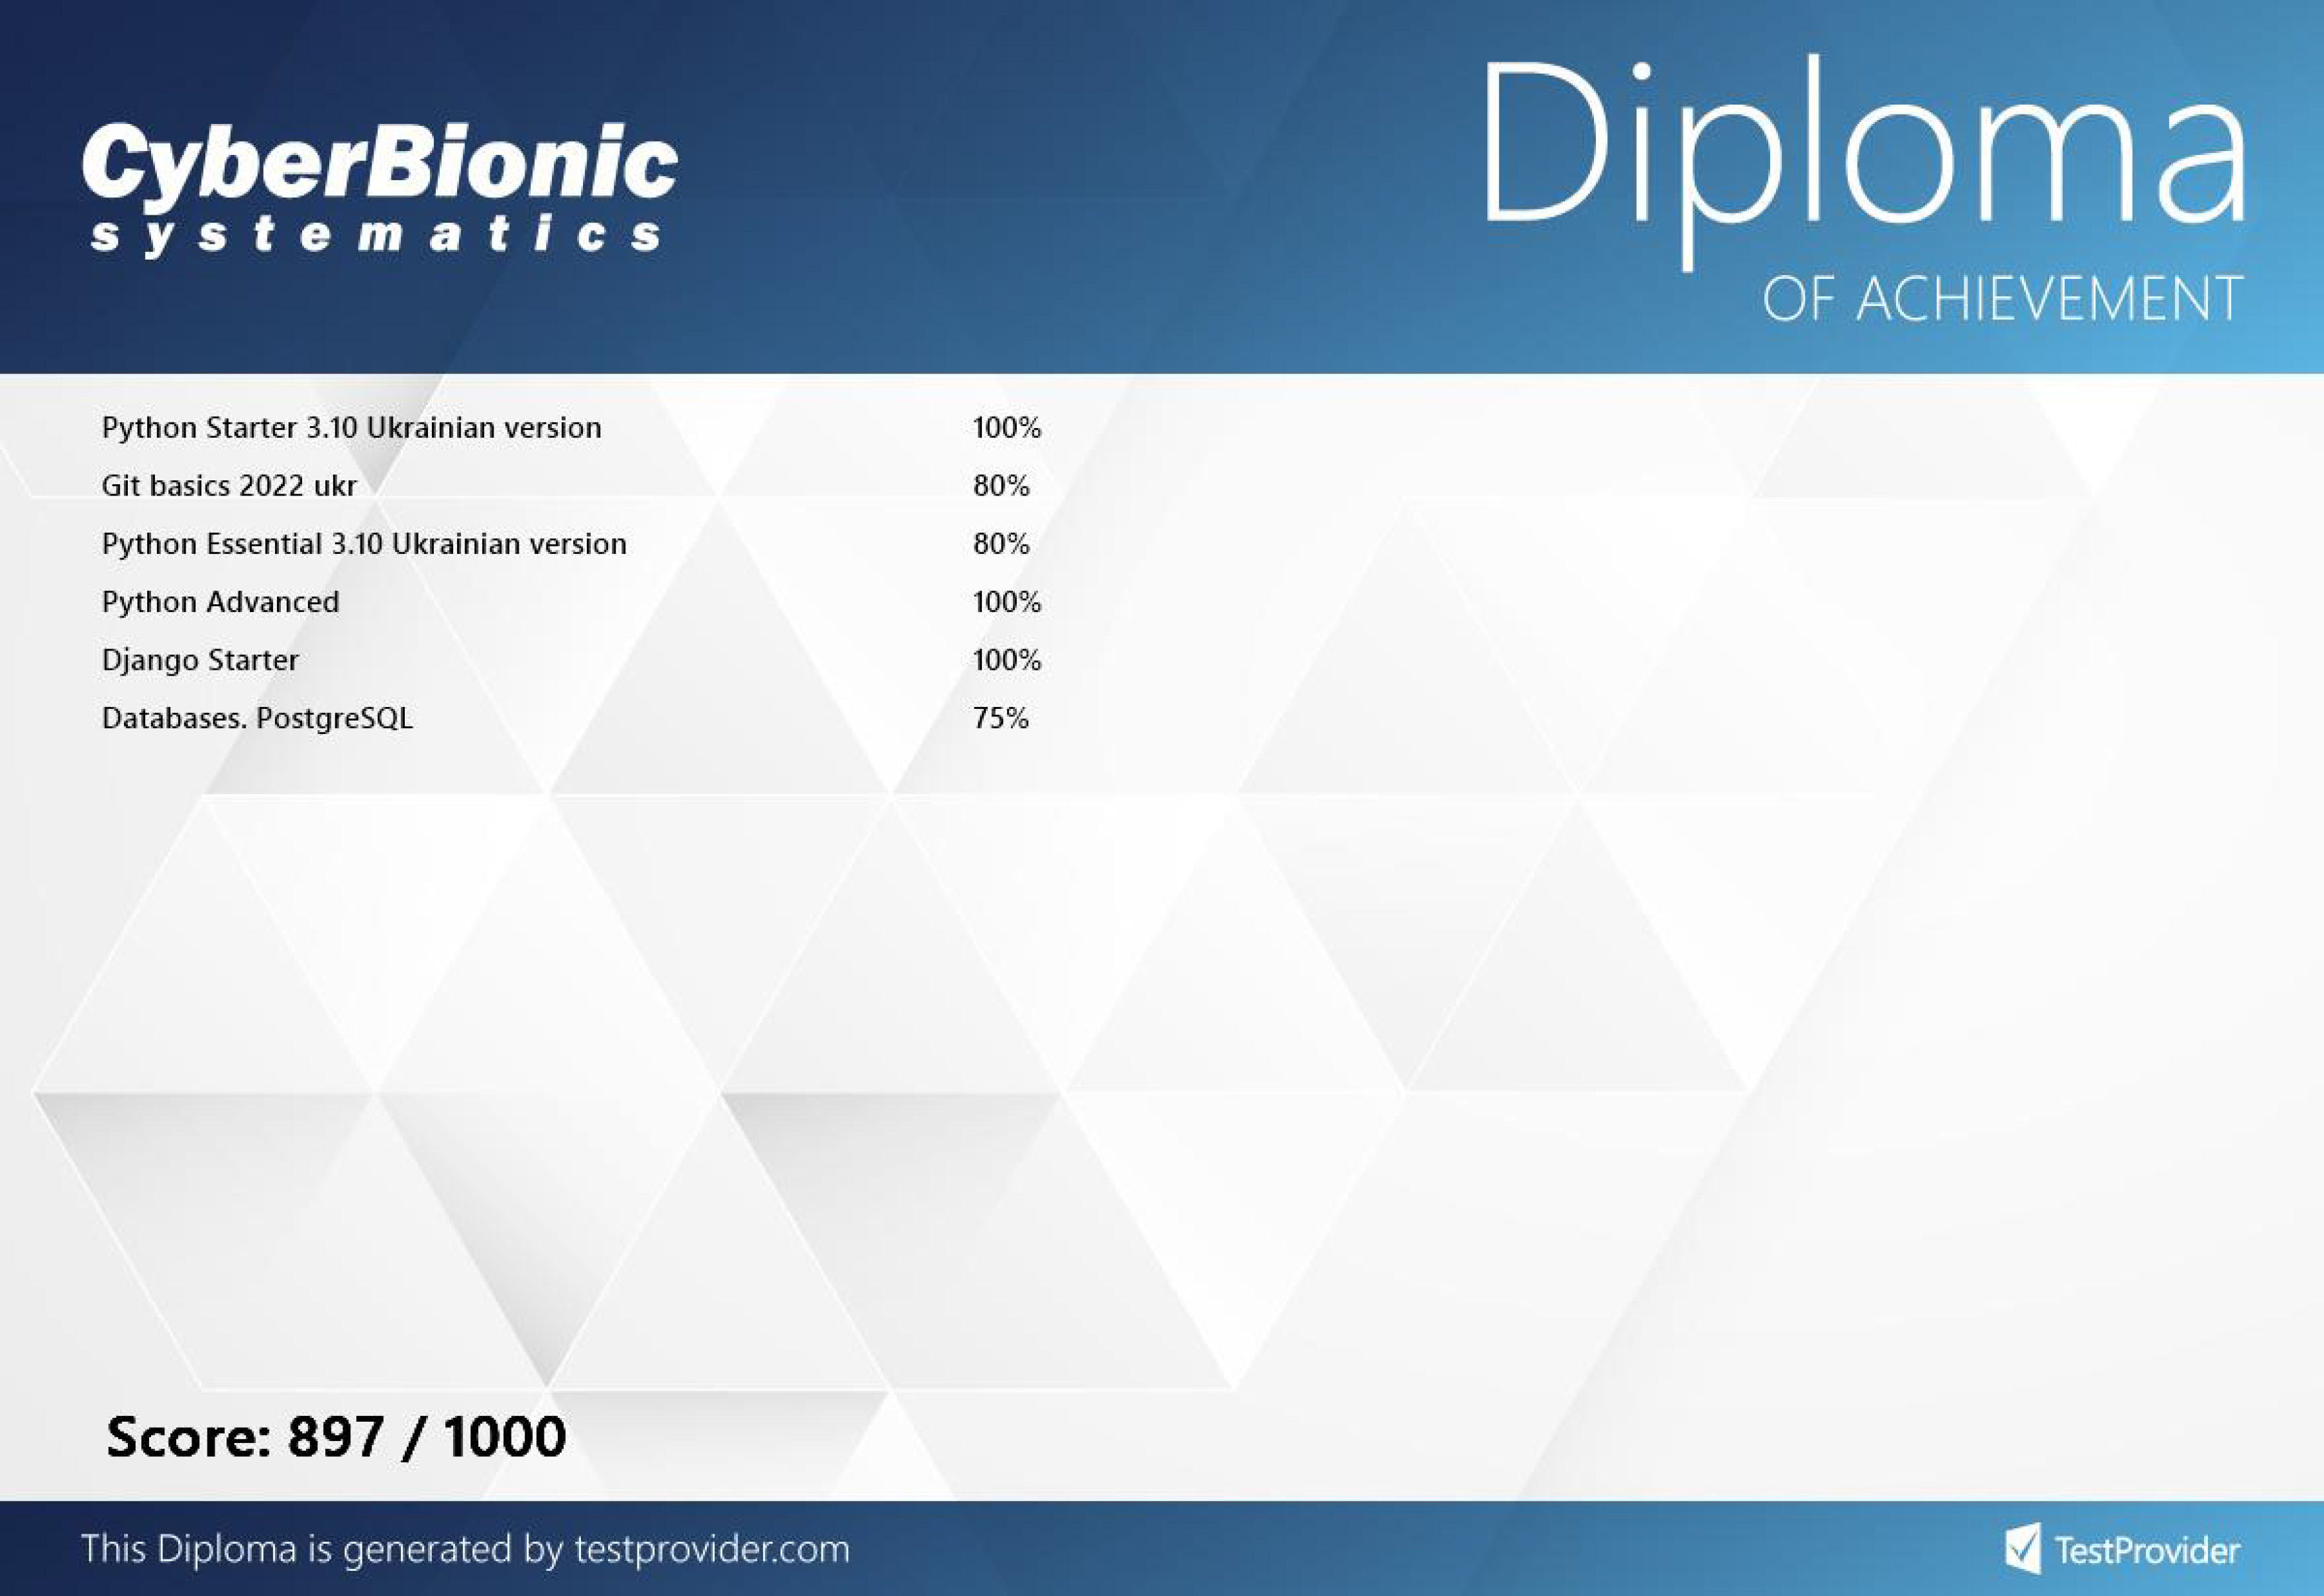 CyberBionic
systematics
Diploma
OF ACHIEVEMENT
Python Starter 3.10 Ukrainian version 100%
Git basics 2022 ukr 80%
Python Essential 3.10 Ukrainian version 80%
Python Advanced 100%
Django Starter 100%
Databases. PostgreSQL 75%
Score: 897 / 1000
This Diploma is generated by testprovider.com
TestProvider